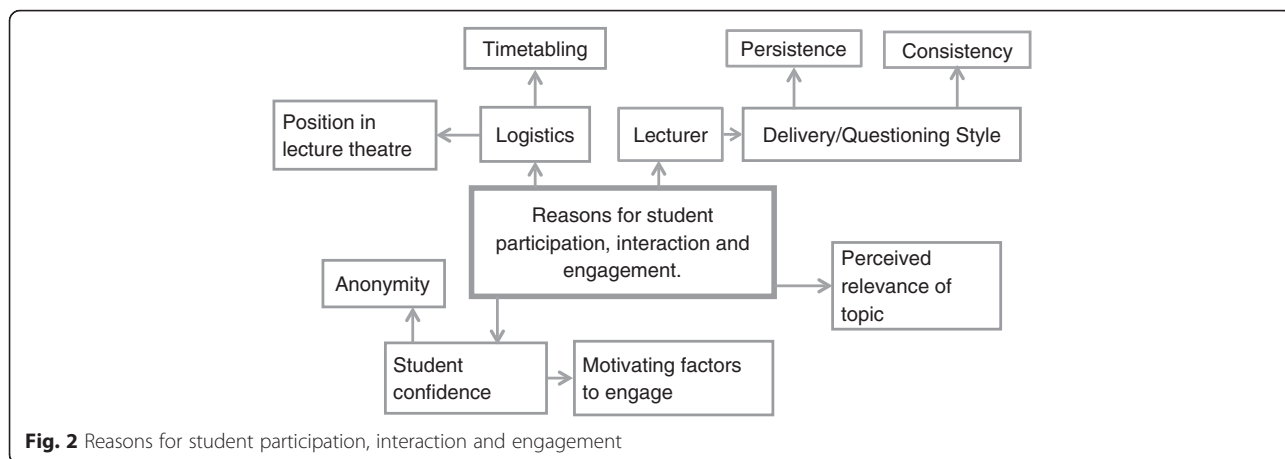 Timetabling
Persistence
Consistency
Position in
lecture theatre
Logistics
Lecturer
Delivery/Questioning Style
Reasons for student
participation, interaction and
engagement.
Anonymity
Perceived
relevance of
topic
Student
confidence
Motivating factors
to engage
Fig. 2 Reasons for student participation, interaction and engagement